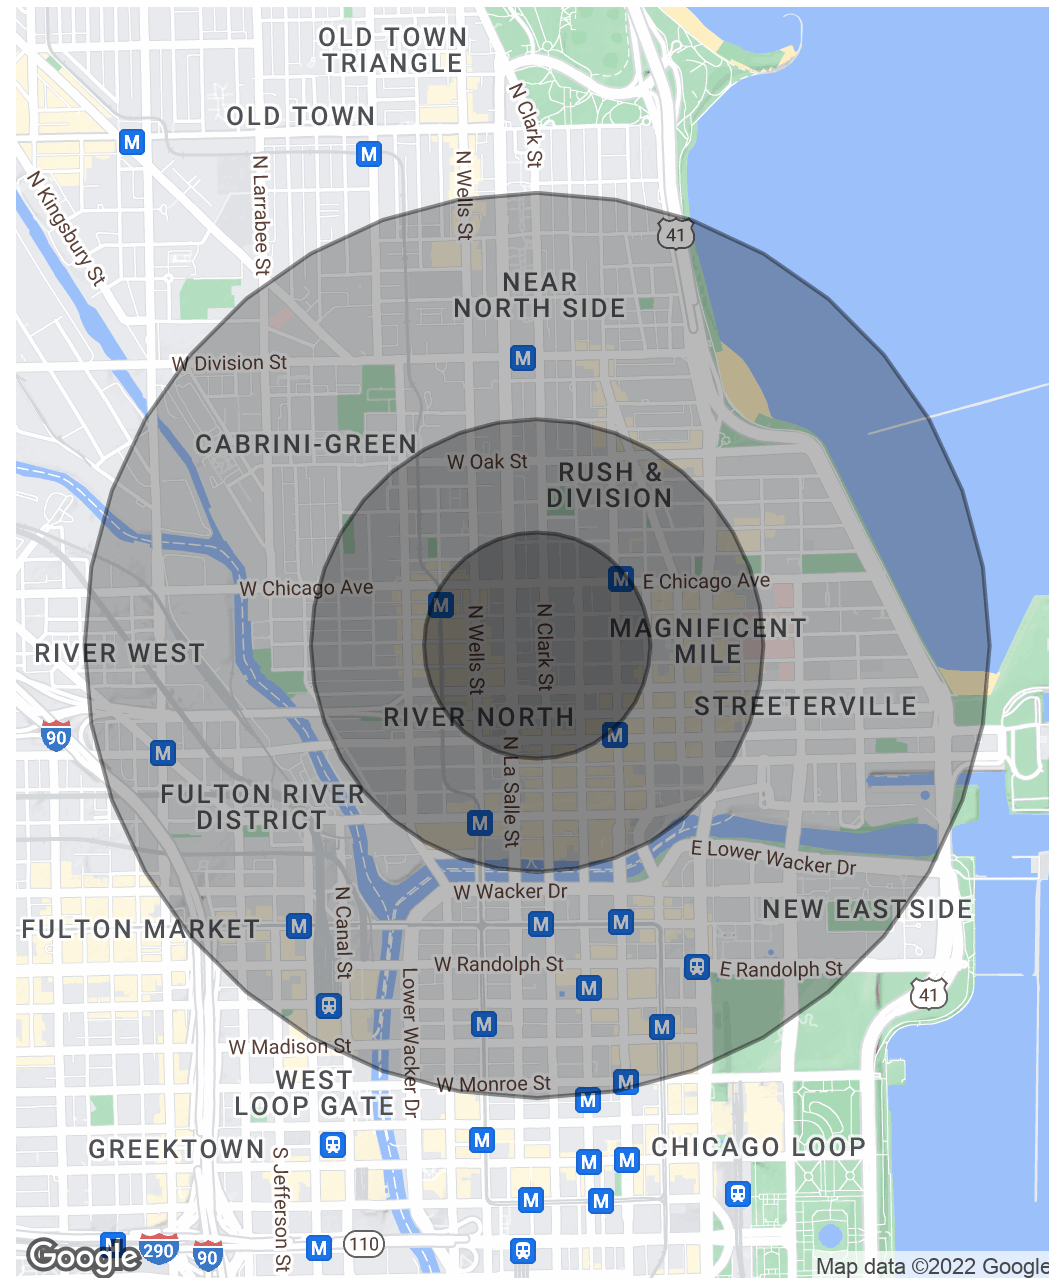 OLD TOWN
TRIANGLE
OLD TOWN
N Clark St
M
M
N Kingsbury St
N Larrabee St
N Wells St
41
NEAR
NORTH SIDE
M
W Division St
CABRINI-GREEN
W Oak St
RUSH &
DIVISION
W Chicago Ave
M
E Chicago Ave
M
N Wells St
N Clark St
MAGNIFICENT
MILE
RIVER WEST
STREETERVILLE
RIVER NORTH
90
M
M
N La Salle St
FULTON RIVER
DISTRICT
M
E Lower Wacker Dr
W Wacker Dr
N Canal St
NEW EASTSIDE
FULTON MARKET
M
M
M
W Randolph St
E Randolph St
Lower Wacker Dr
M
41
M
M
W Madison St
WEST
LOOP GATE
W Monroe St
M
M
GREEKTOWN
M
CHICAGO LOOP
S Jefferson St
M
M
M
M
M
290
90
M
110
Google
Map data ©2022 Google